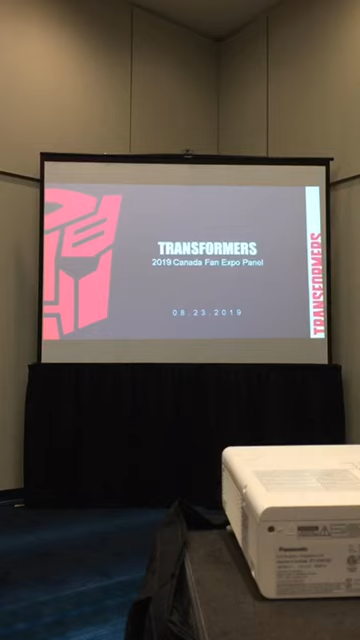 TRANSFORMERS
2019 Canada Fan Expo Panel
08.23.2019
TRANSFORMERS
Panasonic